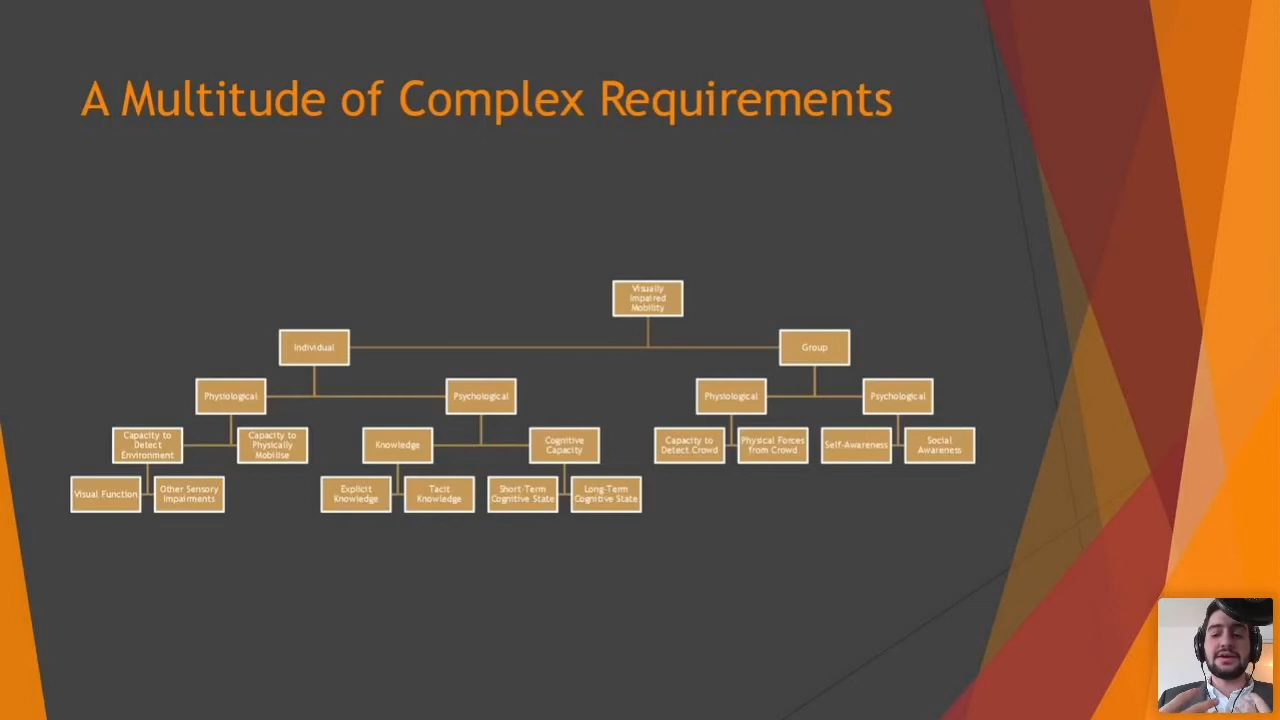 A Multitude of Complex Requirements
Visually
Impaired
Mobility
Individual
Group
Physiological
Psychological
Physiological
Psychological
Capacity to
Detect
Environment
Capacity to
Physically
Mobilise
Knowledge
Cognitive
Capacity
Capacity to
Detect Crowd
Physical Forces
from Crowd
Self-Awareness
Social
Awareness
Visual Function
Other Sensory
Impairments
Explicit
Knowledge
Tacit
Knowledge
Short-Term
Cognitive State
Long-Term
Cognitive State